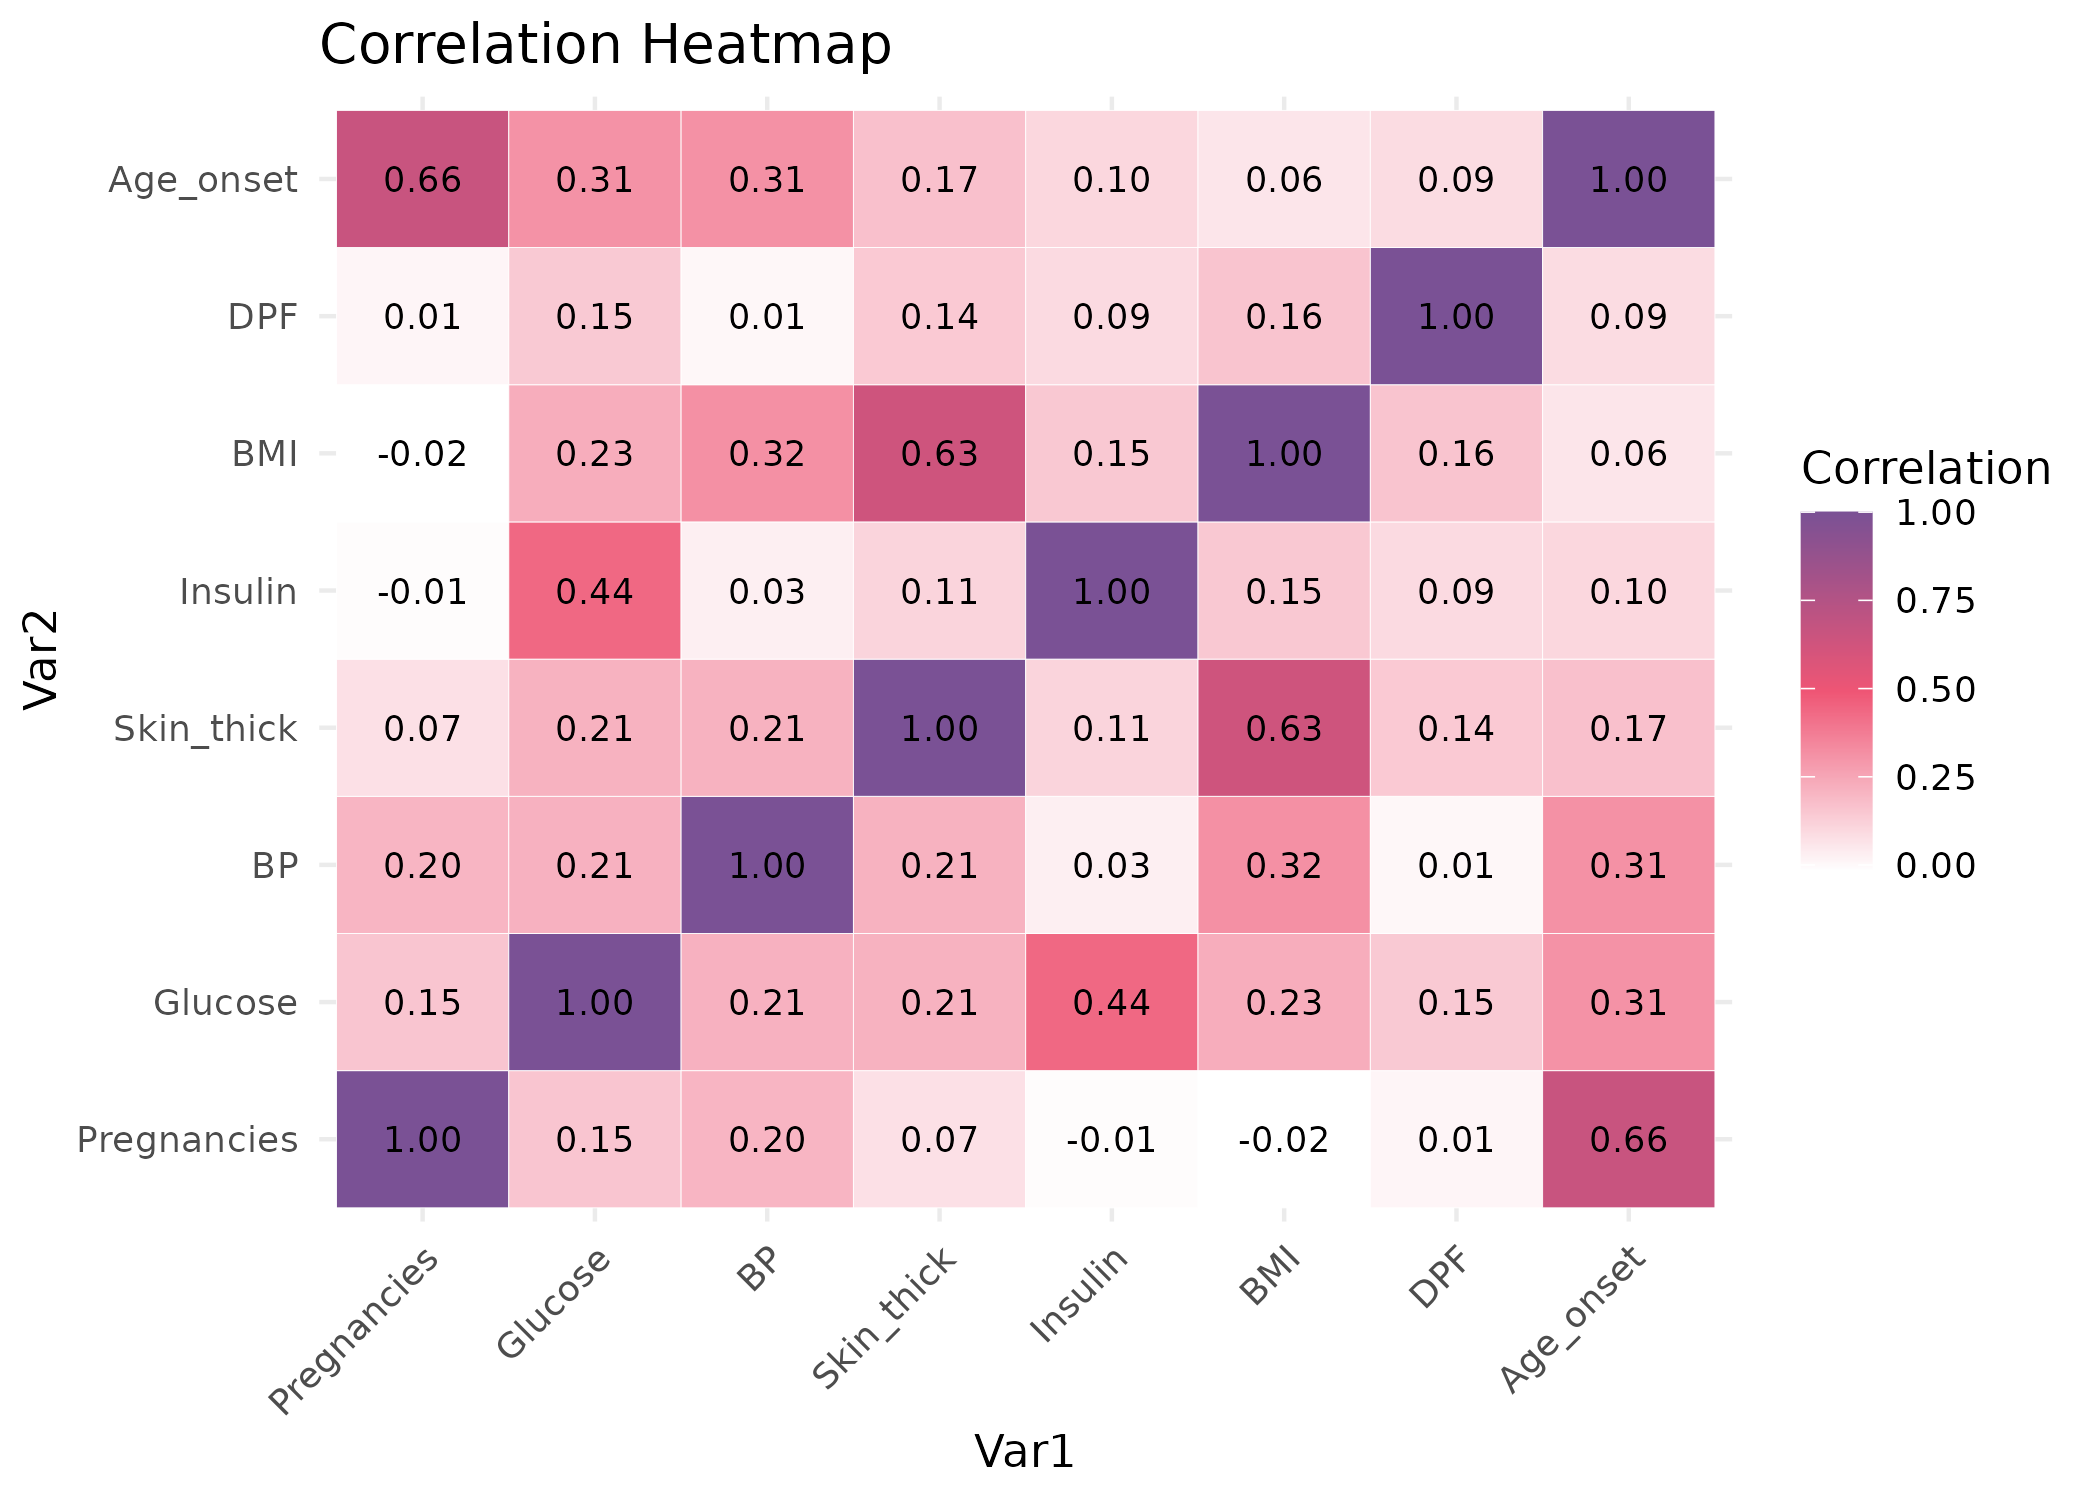 Correlation Heatmap
Var2
Age_onset 0.66 0.31 0.31 0.17 0.10 0.06 0.09 1.00
DPF 0.01 0.15 0.01 0.14 0.09 0.16 1.00 0.09
BMI -0.02 0.23 0.32 0.63 0.15 1.00 0.16 0.06
Insulin -0.01 0.44 0.03 0.11 1.00 0.15 0.09 0.10
Skin_thick 0.07 0.21 0.21 1.00 0.11 0.63 0.14 0.17
BP 0.20 0.21 1.00 0.21 0.03 0.32 0.01 0.31
Glucose 0.15 1.00 0.21 0.21 0.44 0.23 0.15 0.31
Pregnancies 1.00 0.15 0.20 0.07 -0.01 -0.02 0.01 0.66
Pregnancies Glucose BP Skin_thick Insulin BMI DPF Age_onset
Var1
Correlation
1.00
0.75
0.50
0.25
0.00